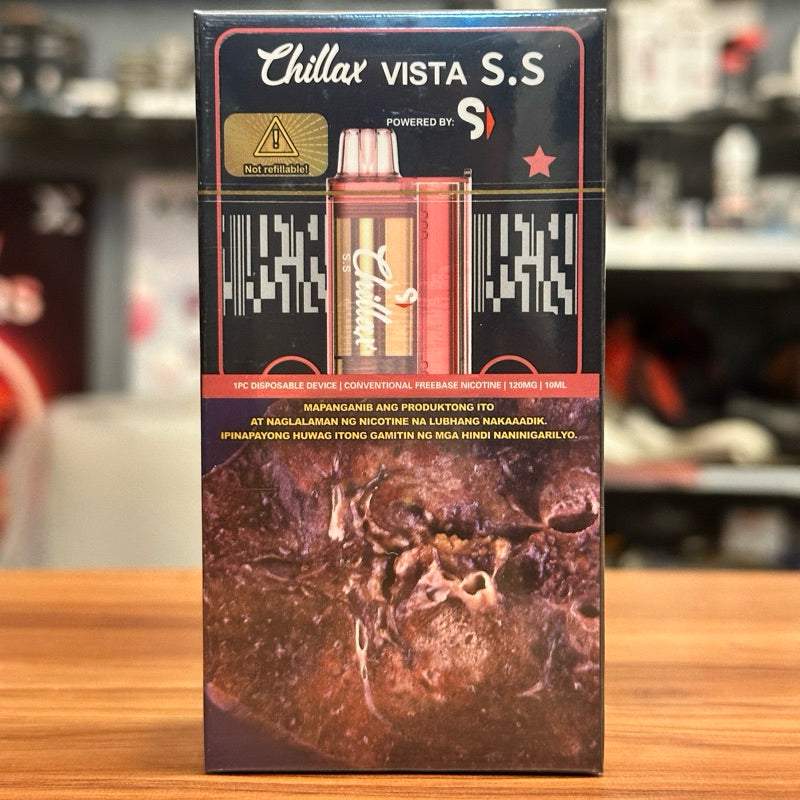 Chillax VISTA S.S
POWERED BY: S
Not refillable!
S.S
Chillax
S
1PC DISPOSABLE DEVICE | CONVENTIONAL FREEBASE NICOTINE | 120MG | 10ML
MAPANGANIB ANG PRODUKTONG ITO
AT NAGLALAMAN NG NICOTINE NA LUBHANG NAKAAADIK.
IPINAPAYONG HUWAG ITONG GAMITIN NG MGA HINDI NANINIGARILYO.